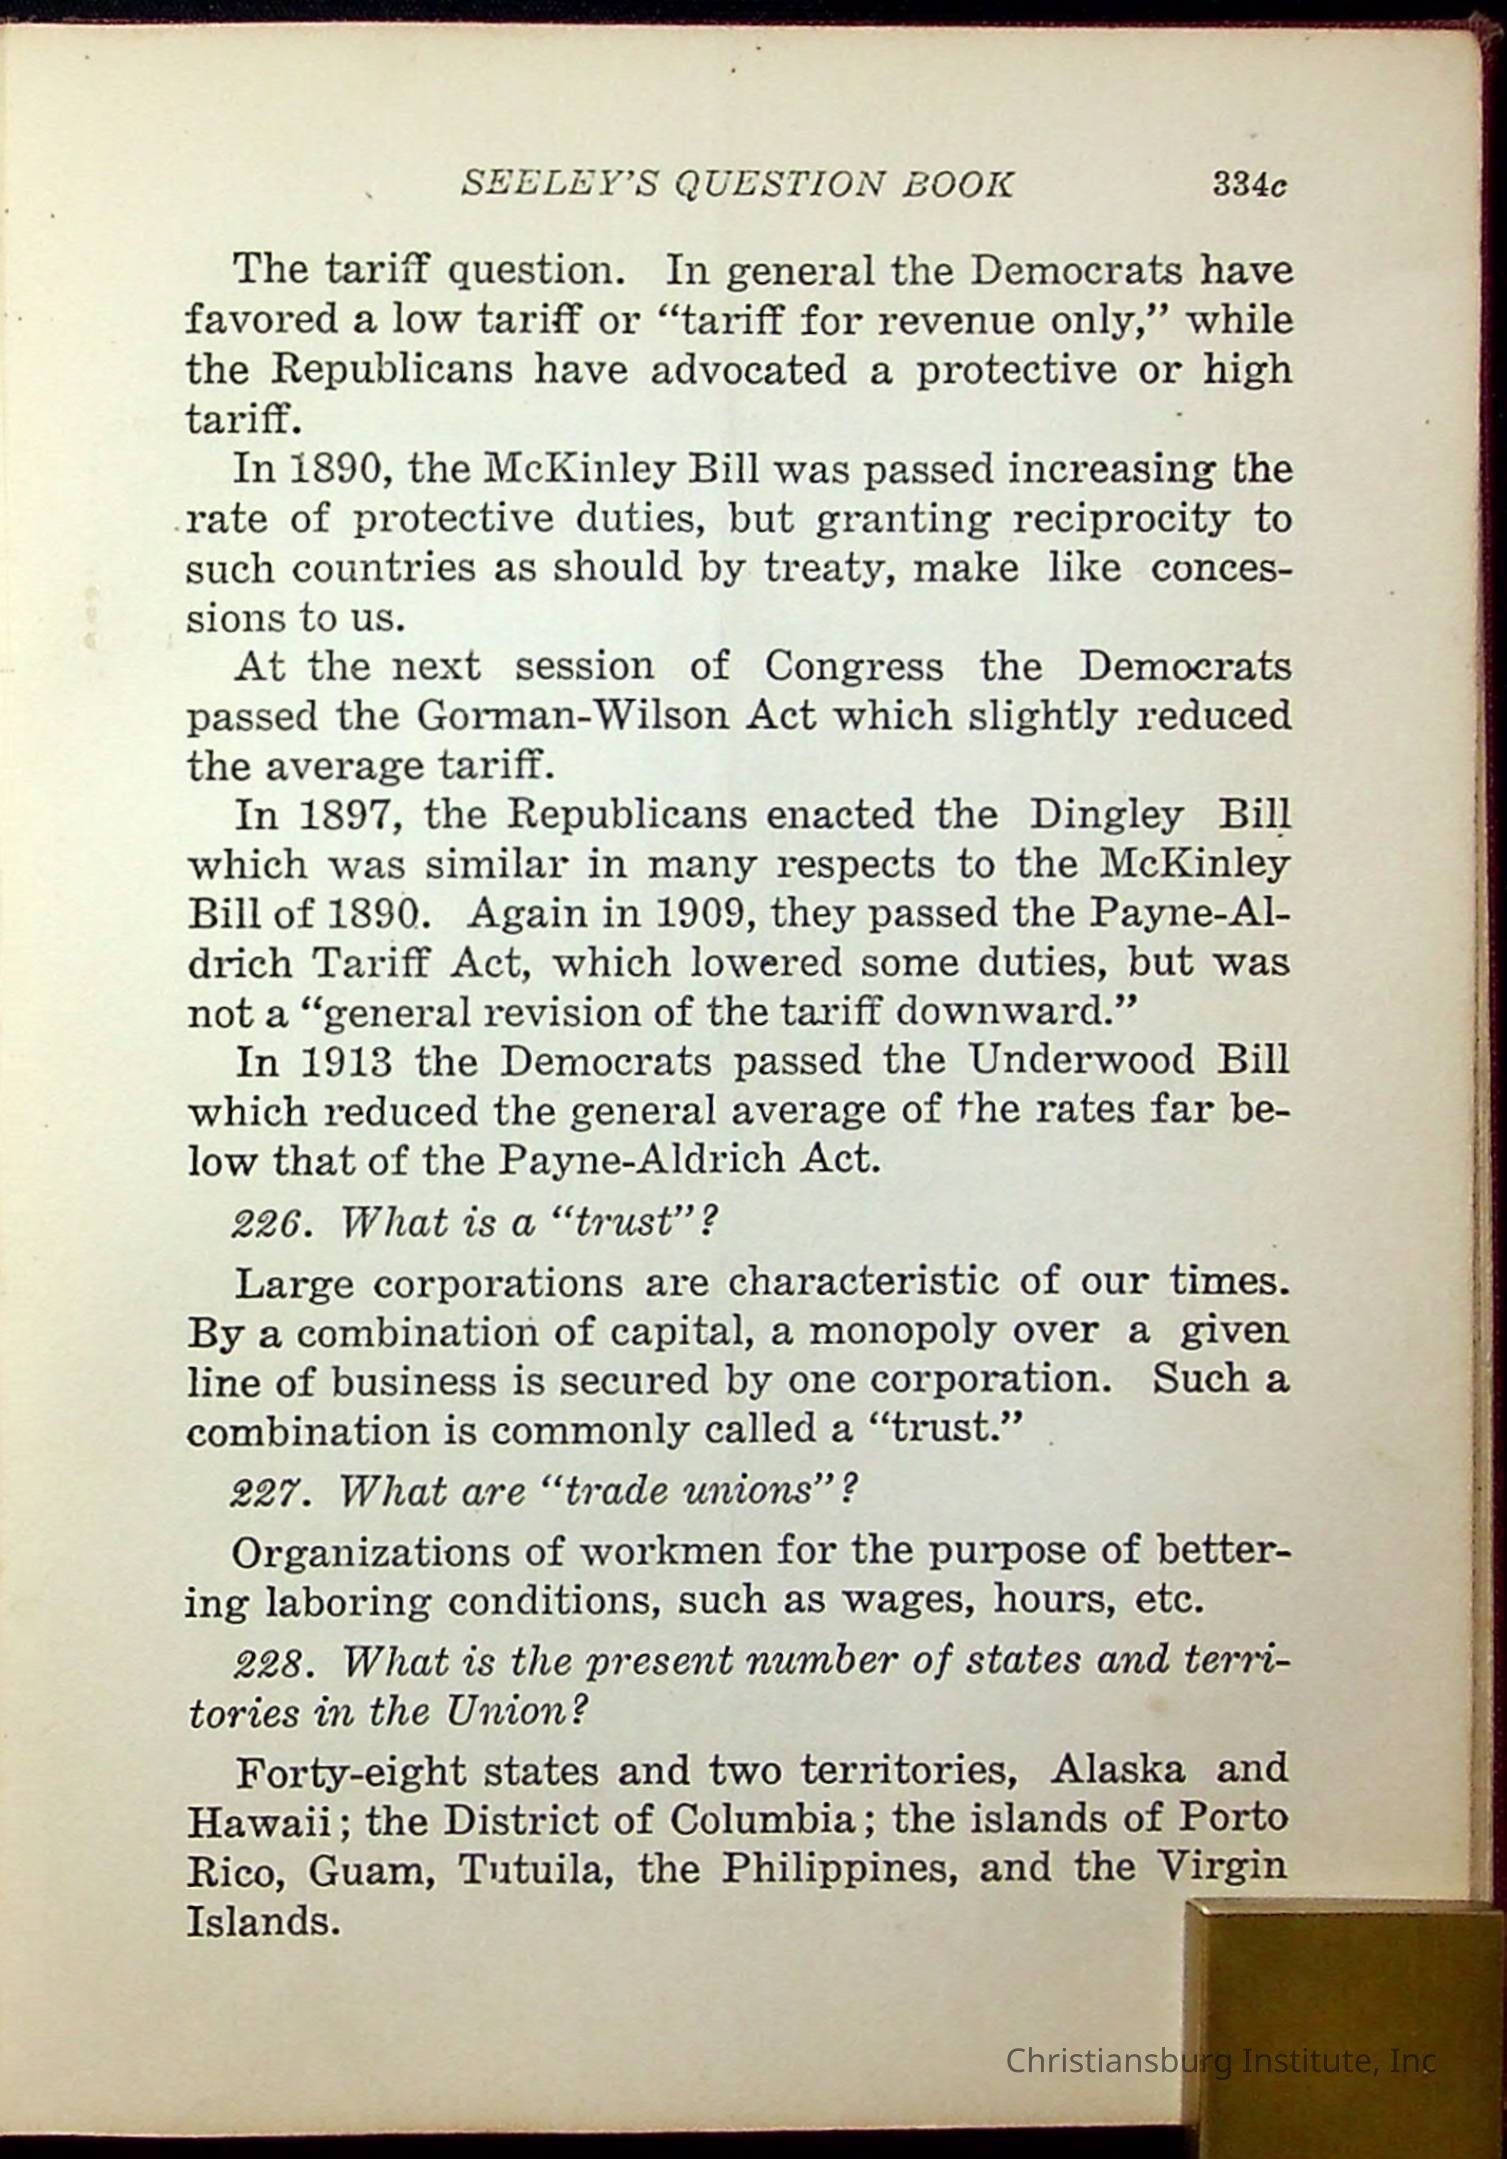 SEELEY'S QUESTION BOOK 334c
The tariff question. In general the Democrats have
favored a low tariff or “tariff for revenue only,” while
the Republicans have advocated a protective or high
tariff.
In 1890, the McKinley Bill was passed increasing the
rate of protective duties, but granting reciprocity to
such countries as should by treaty, make like conces-
sions to us.
At the next session of Congress the Democrats
passed the Gorman-Wilson Act which slightly reduced
the average tariff.
In 1897, the Republicans enacted the Dingley Bill
which was similar in many respects to the McKinley
Bill of 1890. Again in 1909, they passed the Payne-Al-
drich Tariff Act, which lowered some duties, but was
not a “general revision of the tariff downward.”
In 1913 the Democrats passed the Underwood Bill
which reduced the general average of the rates far be-
low that of the Payne-Aldrich Act.
226. What is a “trust”?
Large corporations are characteristic of our times.
By a combination of capital, a monopoly over a given
line of business is secured by one corporation. Such a
combination is commonly called a “trust.”
227. What are “trade unions”?
Organizations of workmen for the purpose of better-
ing laboring conditions, such as wages, hours, etc.
228. What is the present number of states and terri-
tories in the Union?
Forty-eight states and two territories, Alaska and
Hawaii; the District of Columbia; the islands of Porto
Rico, Guam, Tutuila, the Philippines, and the Virgin
Islands.
Christiansburg Institute, Inc